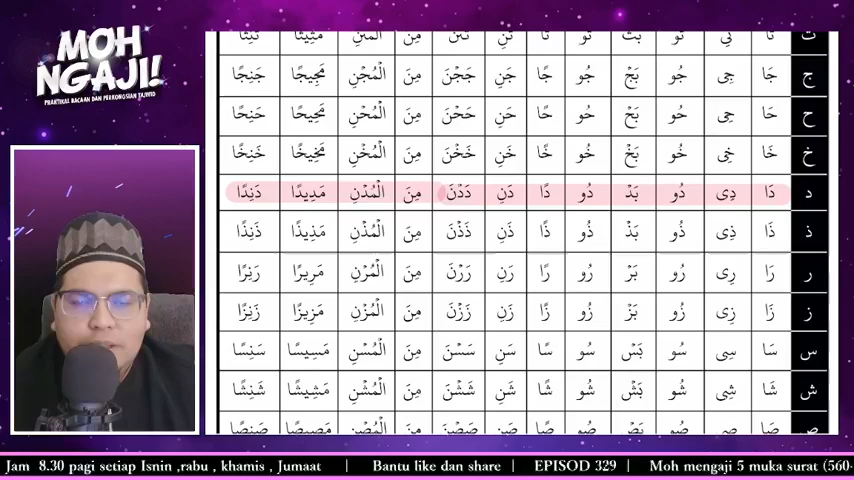 MOH
NGAJI!
PRAKTIKAL BACAAN DAN PERKONGSIAN TAJWID
ج جَا جِى جُو بَجْ جُو جًا جَنِ جَجْنَ مِنَ الْمُجْنِ مَجِيجًا جَنِجًا
ح حَا حِى حُو بَحْ حُو حًا حَنِ حَحْنَ مِنَ الْمُحْنِ مَحِيحًا حَنِحًا
خ خَا خِى خُو بَخْ خُو خًا خَنِ خَخْنَ مِنَ الْمُخْنِ مَخِيخًا خَنِخًا
د دَا دِى دُو بَدْ دُو دًا دَنِ دَدْنَ مِنَ الْمُدْنِ مَدِيدًا دَنِدًا
ذ ذَا ذِى ذُو بَذْ ذُو ذًا ذَنِ ذَذْنَ مِنَ الْمُذْنِ مَذِيذًا ذَنِذًا
ر رَا رِى رُو بَرْ رُو رًا رَنِ رَرْنَ مِنَ الْمُرْنِ مَرِيرًا رَنِرًا
ز زَا زِى زُو بَزْ زُو زًا زَنِ زَزْنَ مِنَ الْمُزْنِ مَزِيزًا زَنِزًا
س سَا سِى سُو بَسْ سُو سًا سَنِ سَسْنَ مِنَ الْمُسْنِ مَسِيسًا سَنِسًا
ش شَا شِى شُو بَشْ شُو شًا شَنِ شَشْنَ مِنَ الْمُشْنِ مَشِيشًا شَنِشًا
Jam 8.30 pagi setiap Isnin ,rabu , khamis , Jumaat | Bantu like dan share | EPISOD 329 | Moh mengaji 5 muka surat (560-